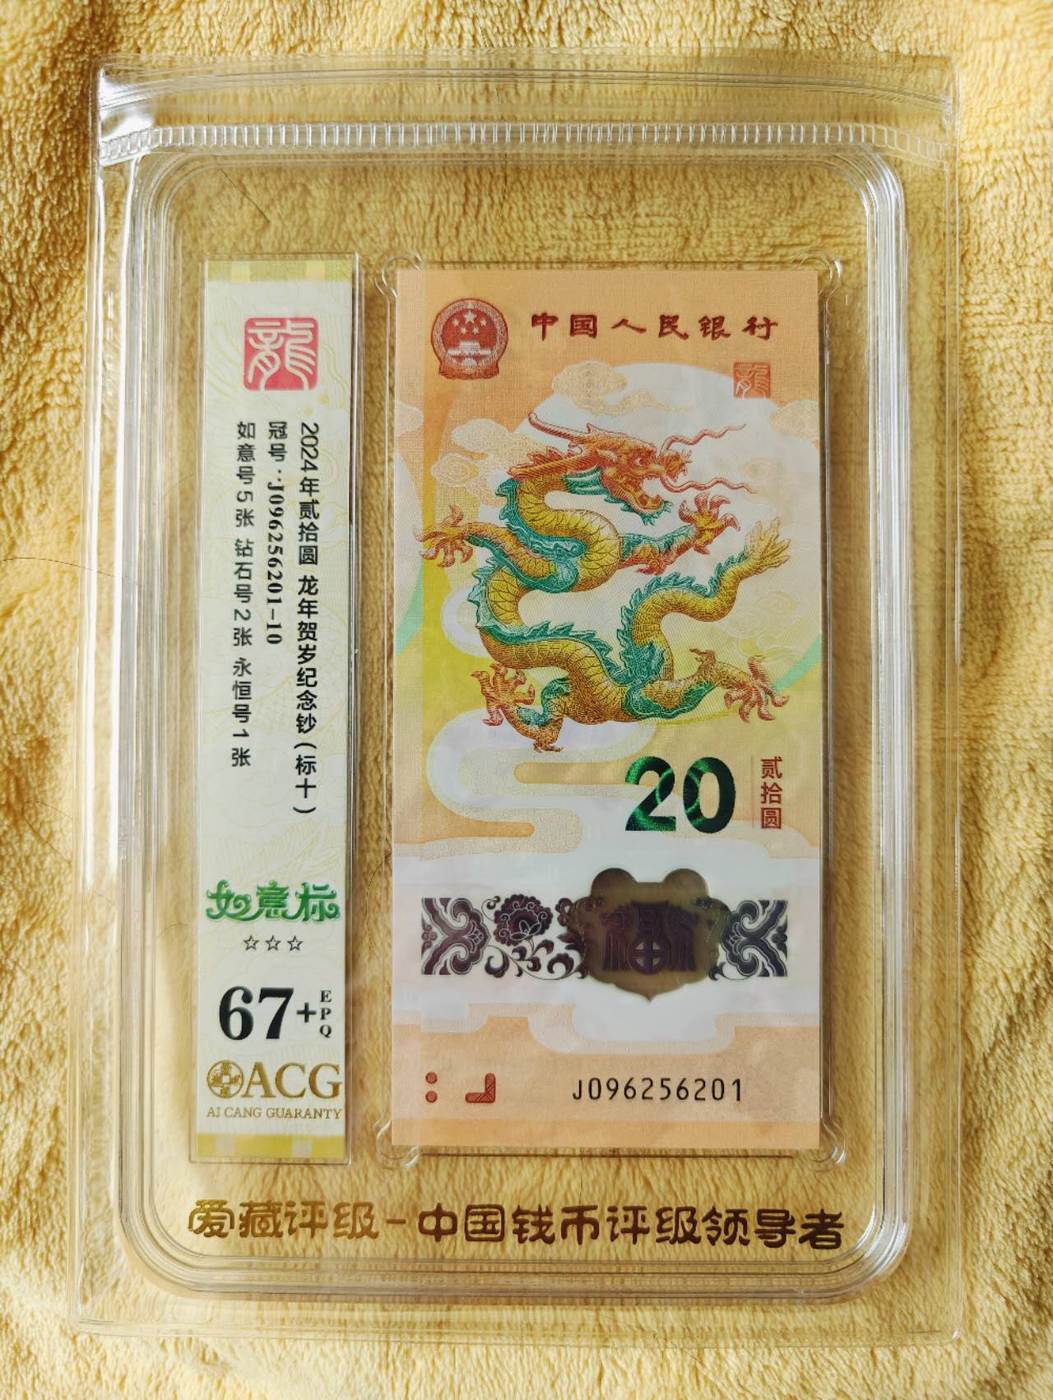 龍
2024年贰拾圆 龙年贺岁纪念钞(标十)
冠号:J096256201-10
如意号5张 钻石号2张 永恒号1张
如意标
☆☆☆
67+EPQ
ACG
AI CANG GUARANTY
中国人民银行
龍
20
贰拾圆
福
J096256201
爱藏评级-中国钱币评级领导者